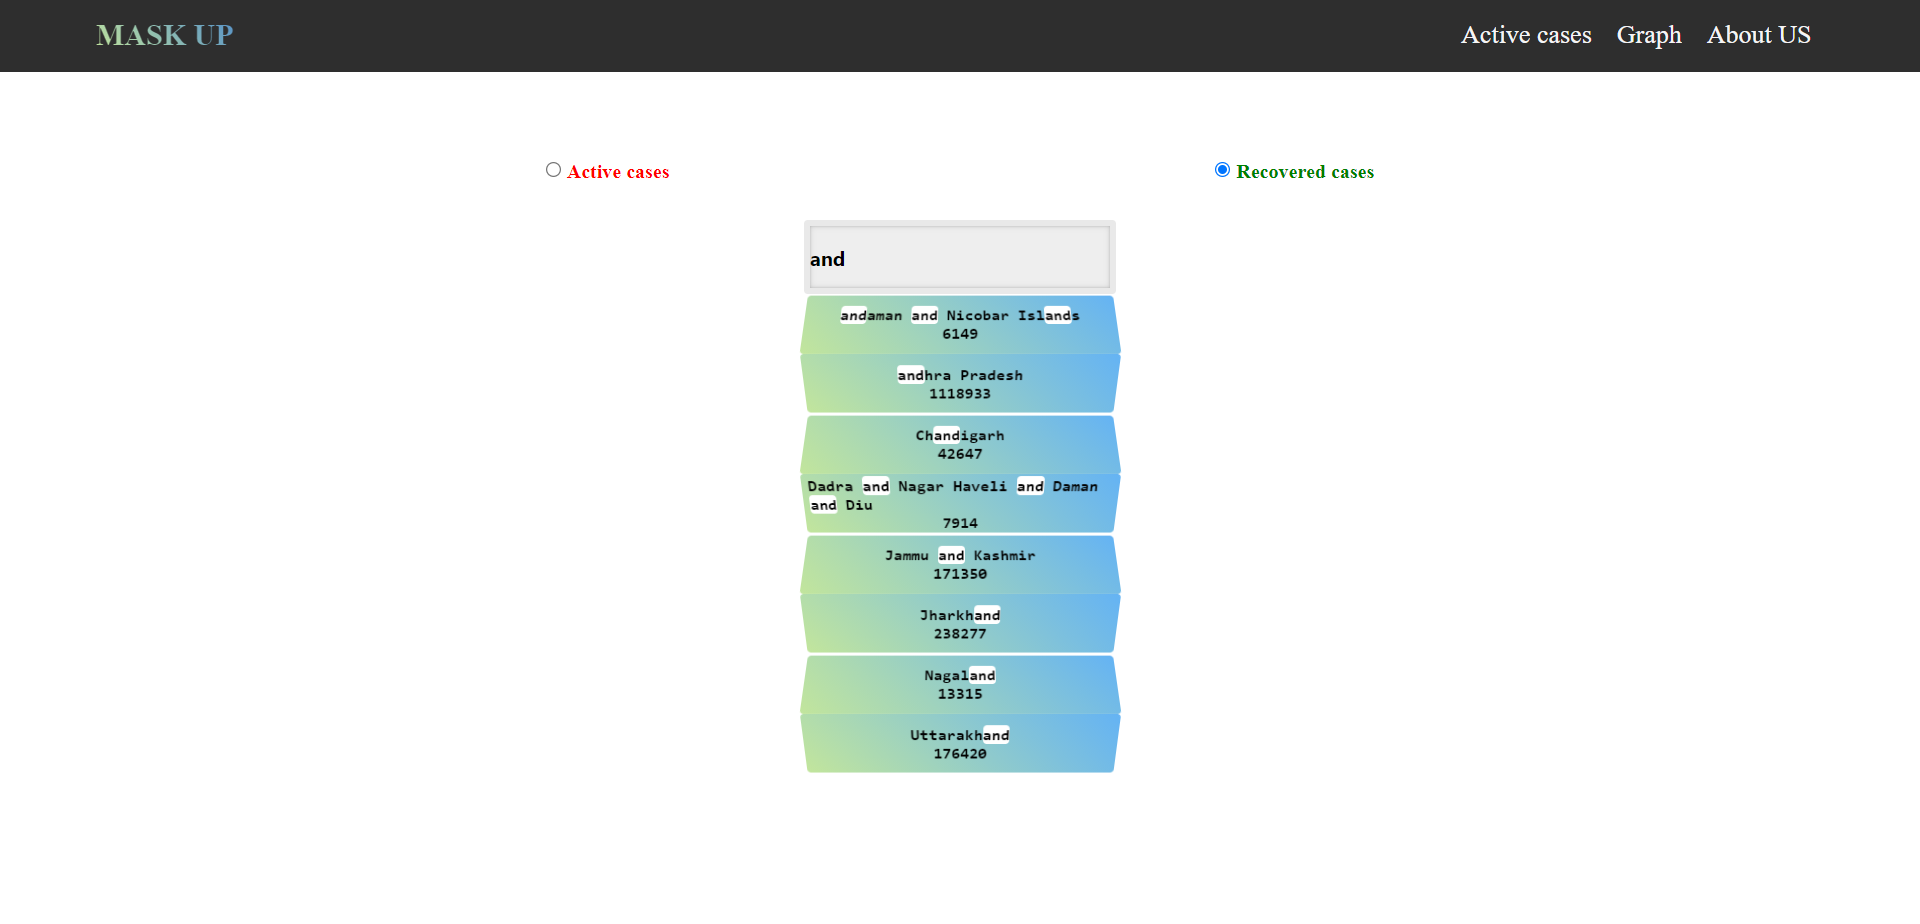 MASK UP
Active cases Graph About US
Active cases Recovered cases
and
andaman and Nicobar Islands
6149
andhra Pradesh
1118933
Chandigarh
42647
Dadra and Nagar Haveli and Daman
and Diu
7914
Jammu and Kashmir
171350
Jharkhand
238277
Nagaland
13315
Uttarakhand
176420